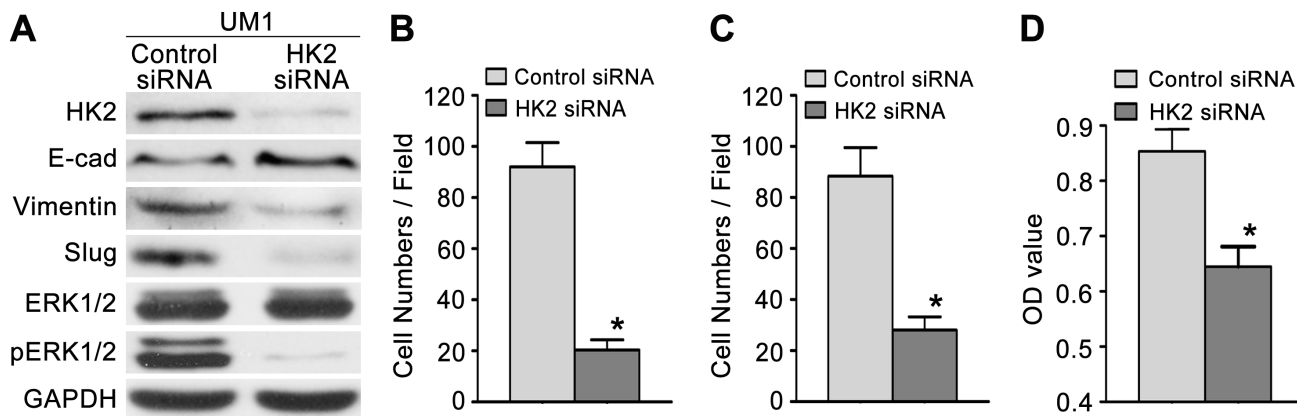 A
UM1
Control
siRNA
HK2
siRNA
HK2
E-cad
Vimentin
Slug
ERK1/2
pERK1/2
GAPDH
B
Control siRNA
HK2 siRNA
Cell Numbers / Field
120
100
80
60
40
20
0
*
C
Control siRNA
HK2 siRNA
Cell Numbers / Field
120
100
80
60
40
20
0
*
D
Control siRNA
HK2 siRNA
OD value
0.9
0.8
0.7
0.6
0.5
0.4
*